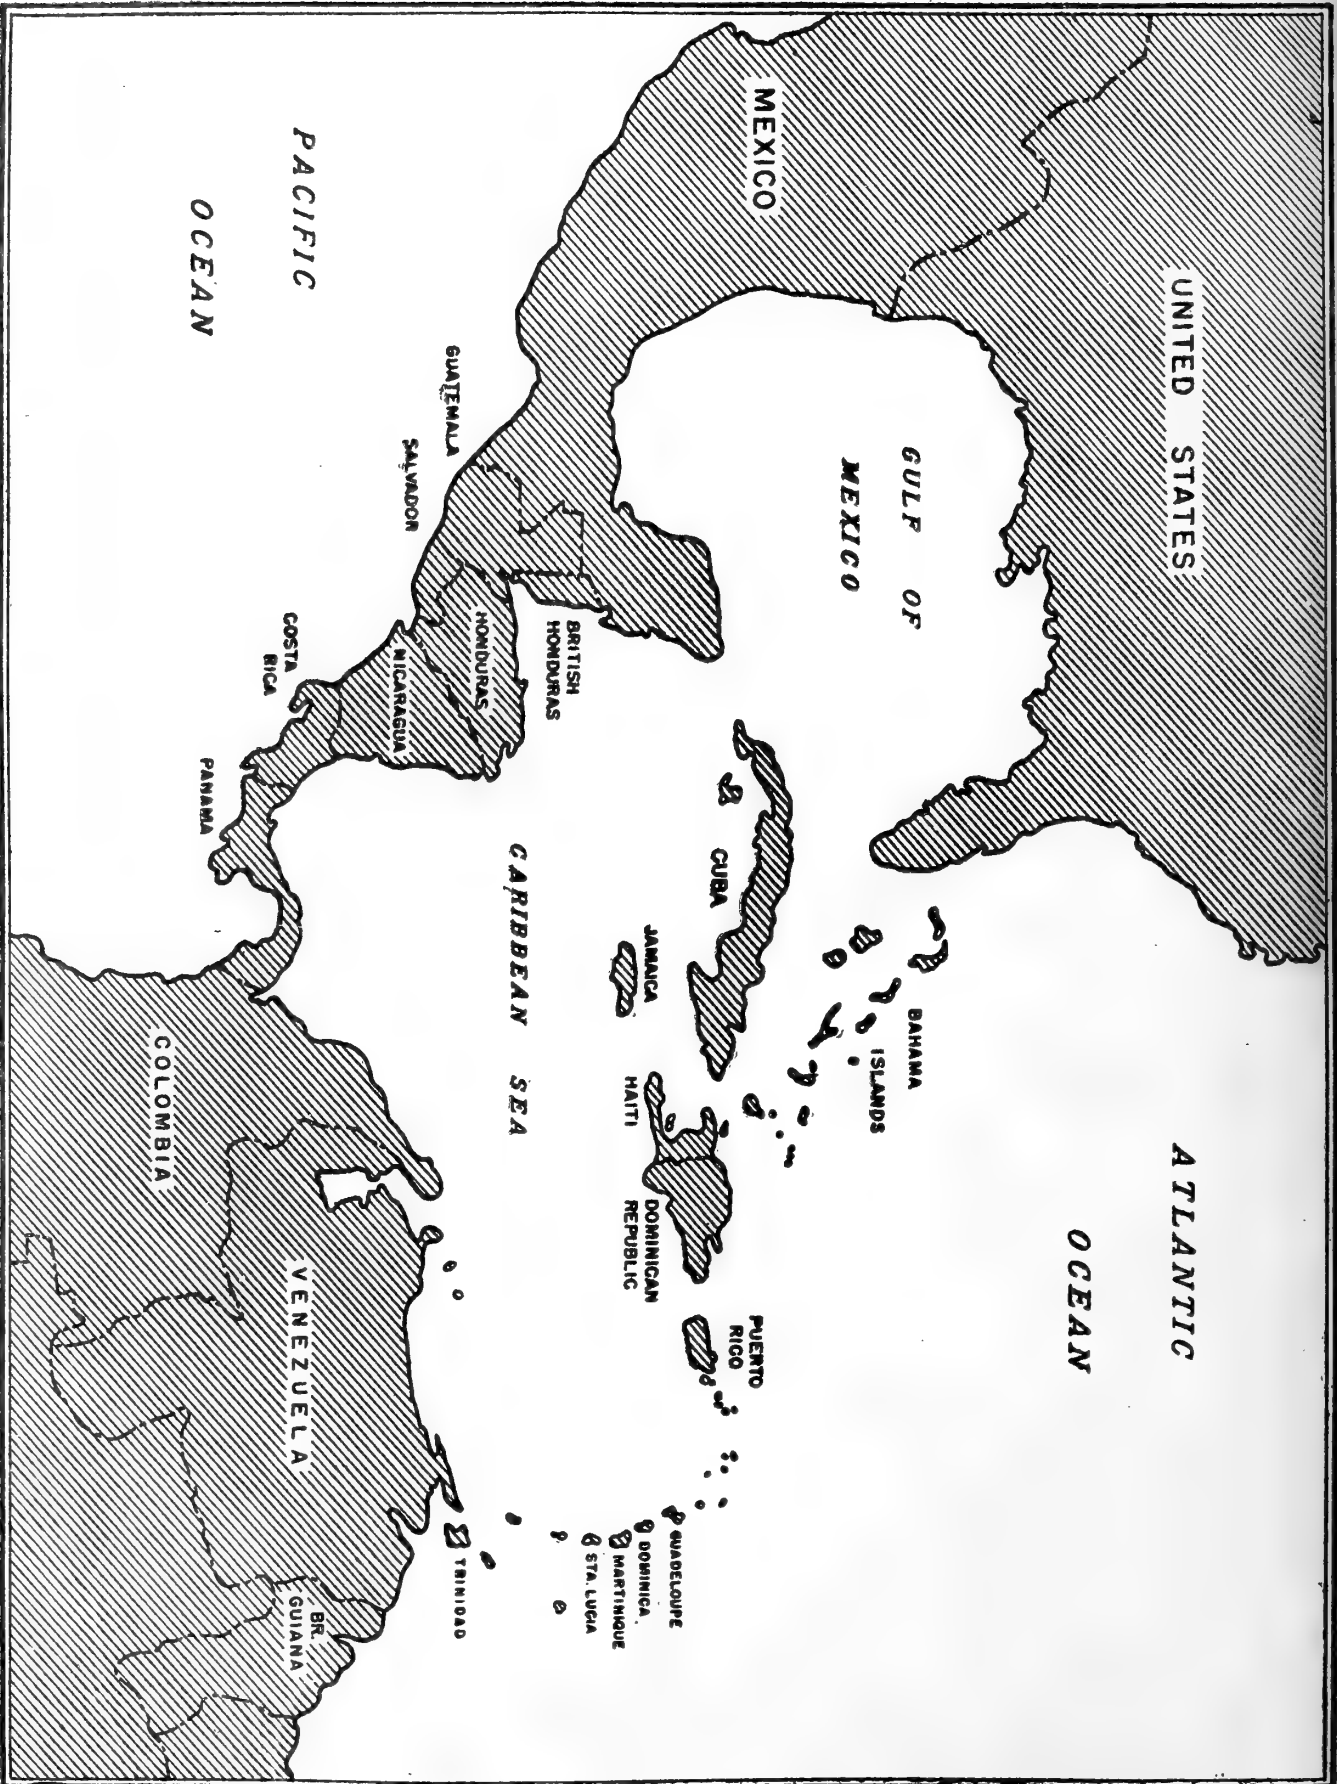 UNITED STATES
MEXICO
ATLANTIC
OCEAN
GULF OF
MEXICO
BAHAMA
ISLANDS
CUBA
PUERTO
RICO
JAMAICA
HAITI
DOMINICAN
REPUBLIC
GUADELOUPE
DOMINICA
MARTINIQUE
STA. LUCIA
BRITISH
HONDURAS
CARIBBEAN SEA
HONDURAS
GUATEMALA
SALVADOR
NICARAGUA
TRINIDAD
PACIFIC
OCEAN
COSTA
RICA
PANAMA
VENEZUELA
BR.
GUIANA
COLOMBIA